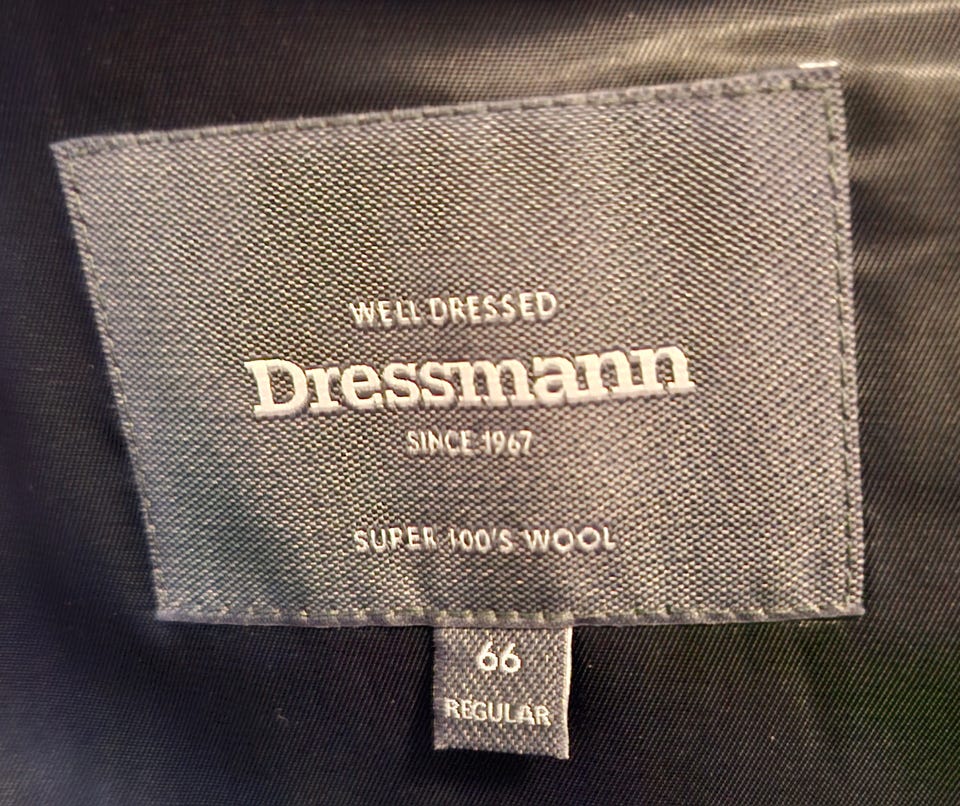 WELL DRESSED
Dressmann
SINCE 1967
SUPER 100'S WOOL
66
REGULAR